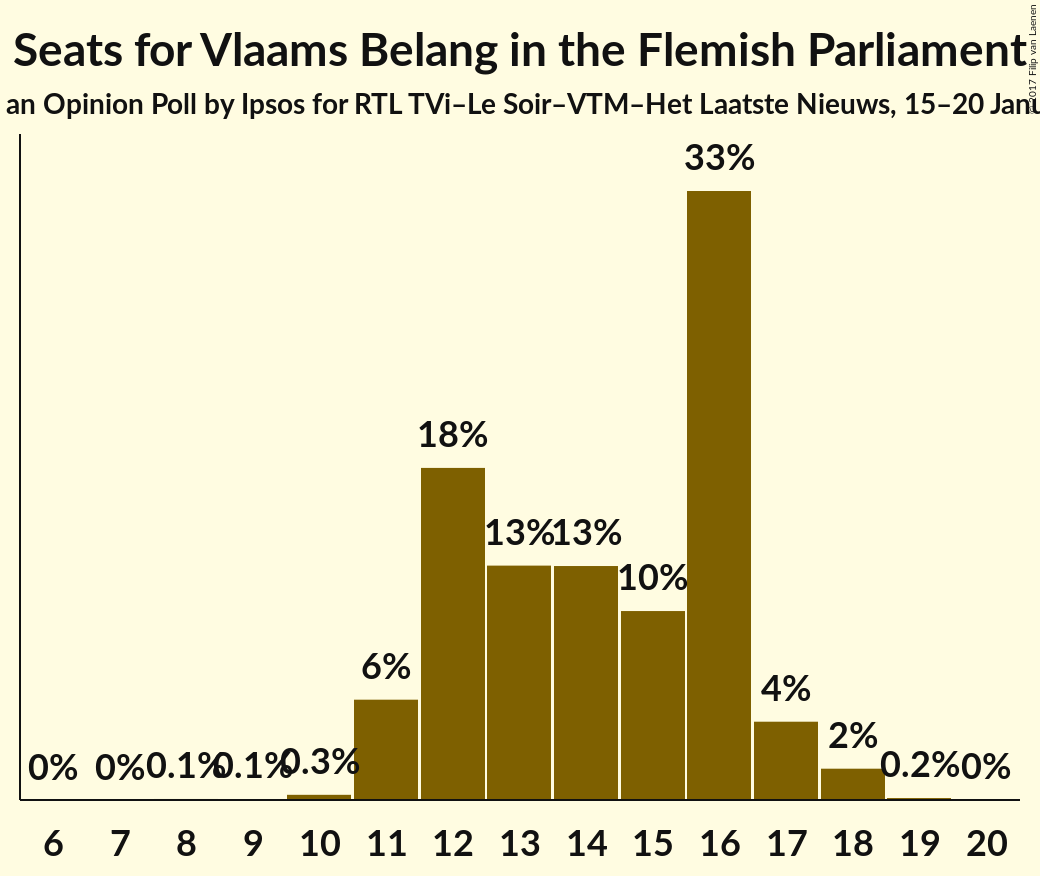 Seats for Vlaams Belang in the Flemish Parliament
an Opinion Poll by Ipsos for RTL TVi–Le Soir–VTM–Het Laatste Nieuws, 15–20
© 2017 Filip van Laenen
33%
18%
13% 13%
10%
6%
4%
2%
0% 0% 0.1% 0.1% 0.3% 0.2% 0%
6 7 8 9 10 11 12 13 14 15 16 17 18 19 20